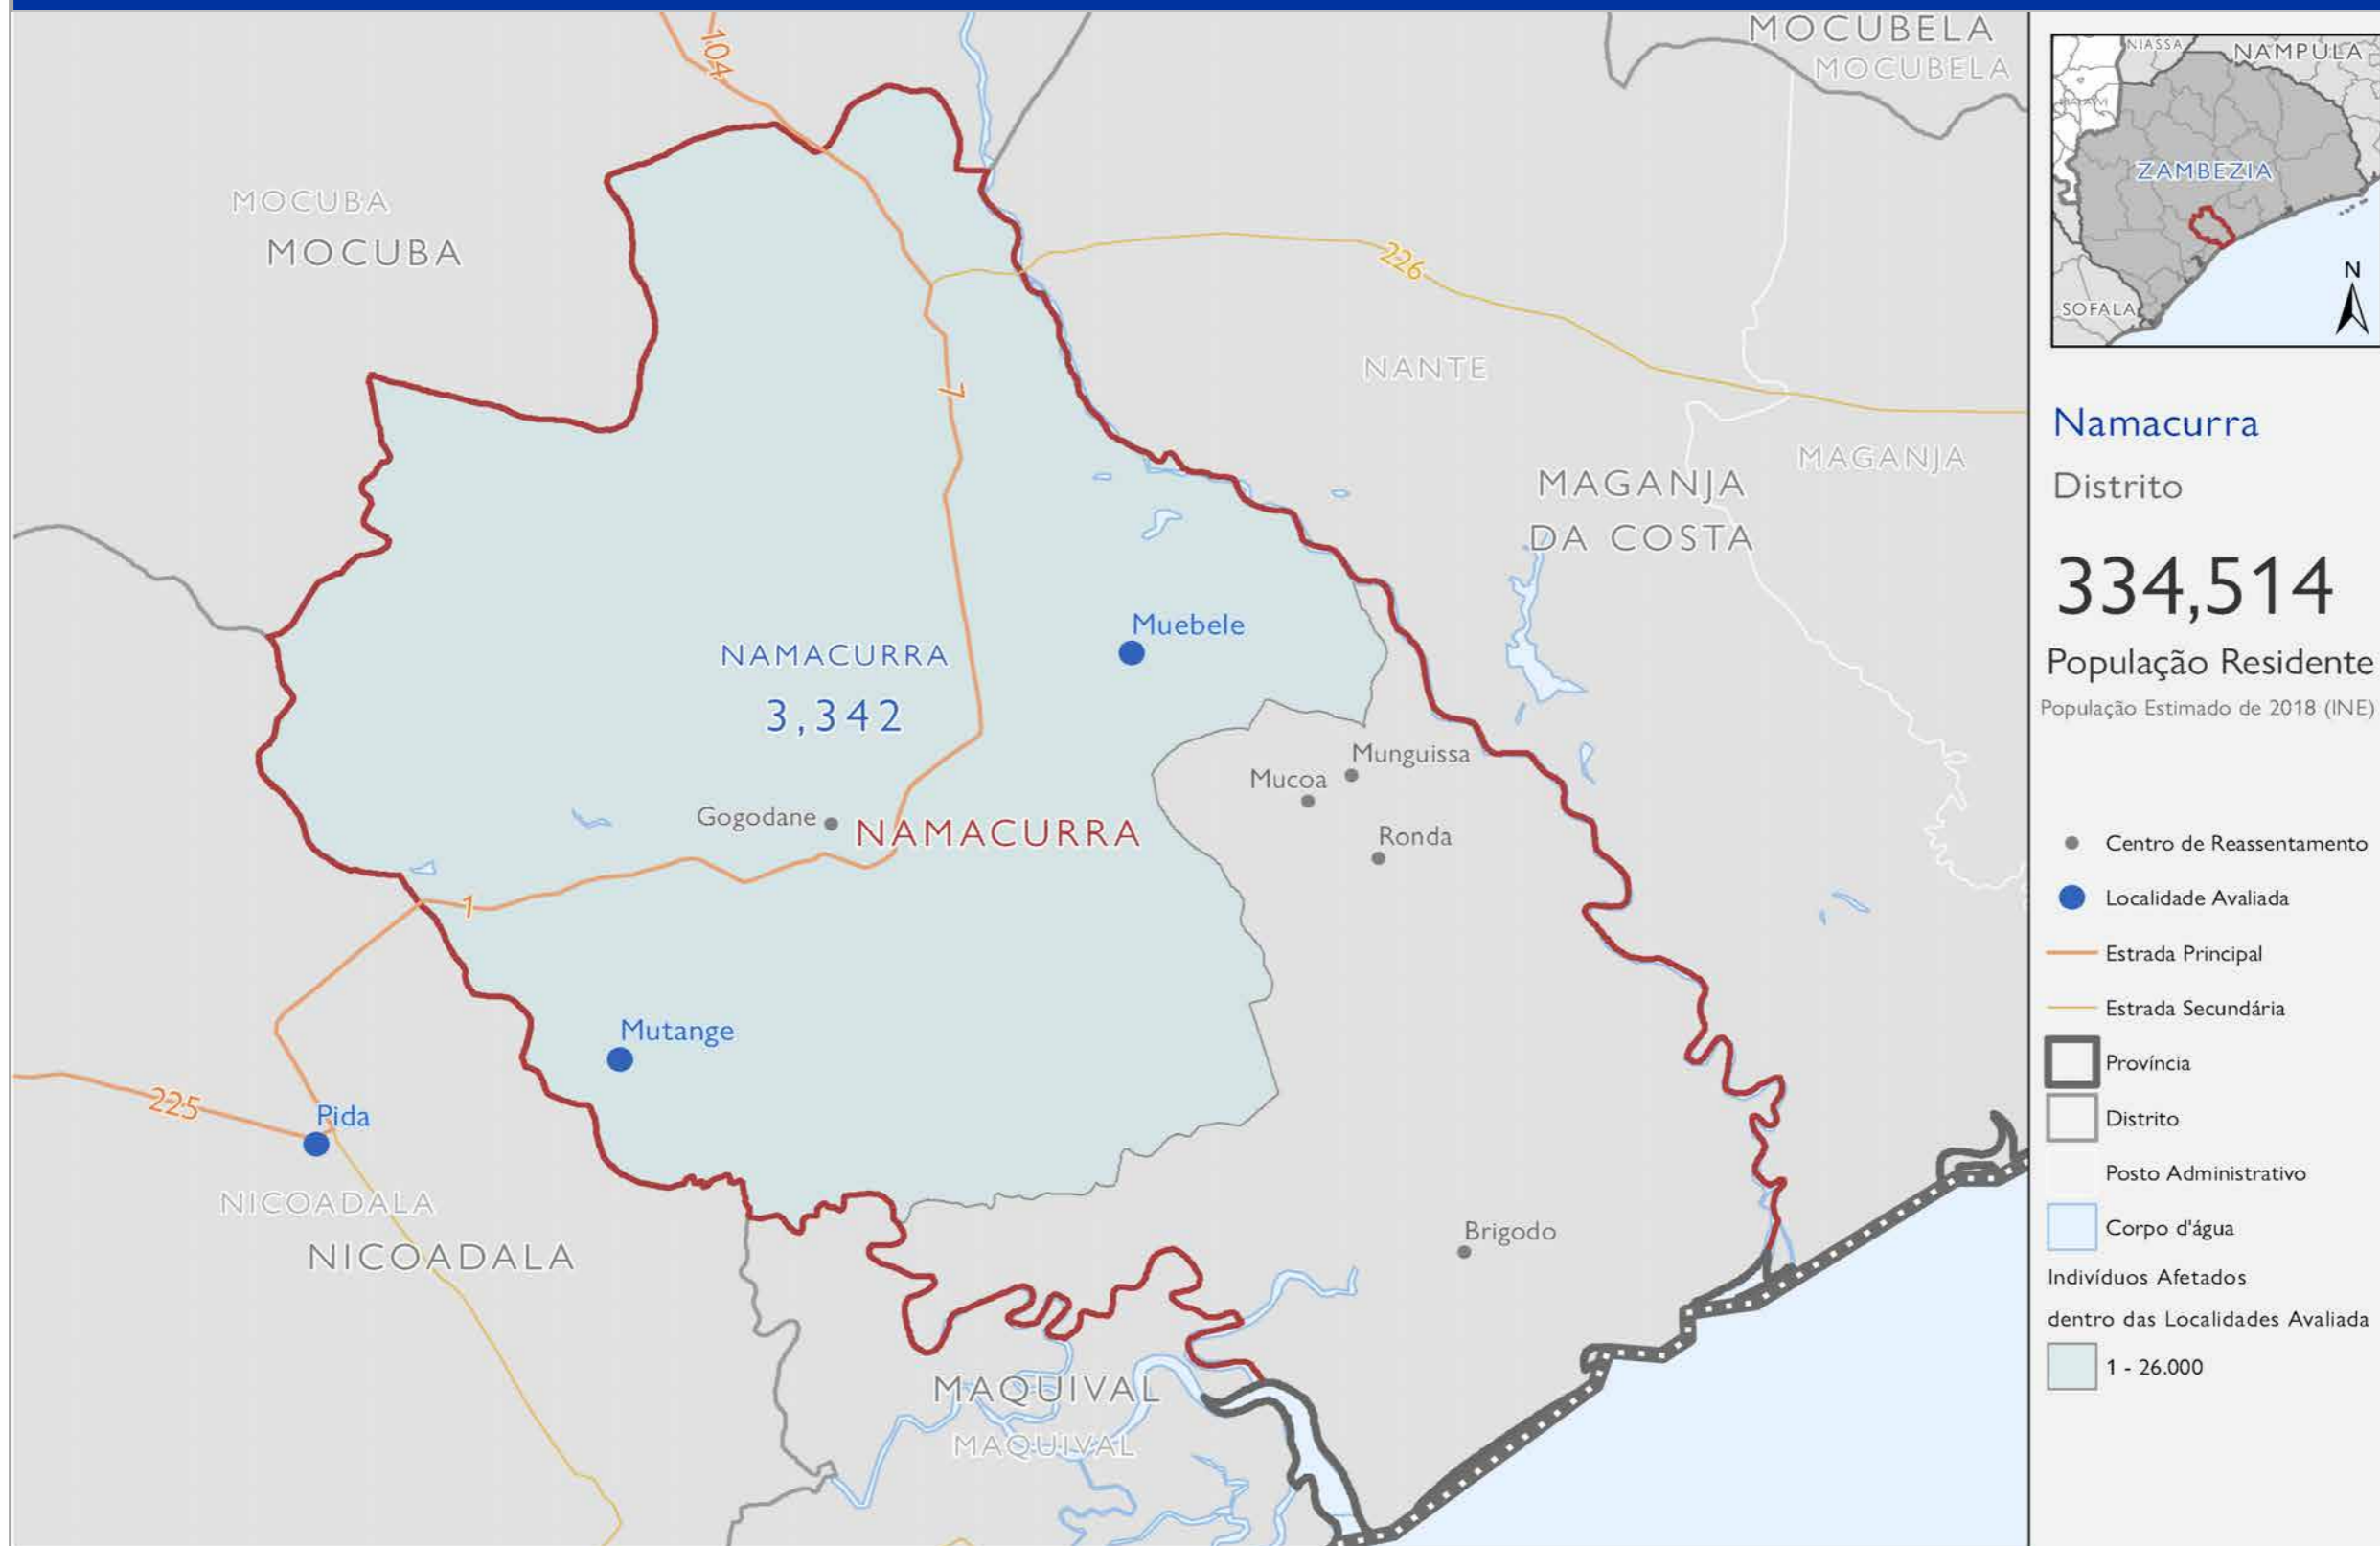 104
MOCUBELA
MOCUBELA
MOCUBA
MOCUBA
226
7
NANTE
MAGANJA
MAGANJA
DA COSTA
Muebele
NAMACURRA
3,342
Munguissa
Mucoa
Gogodane
NAMACURRA
Ronda
1
Mutange
225
Pida
NICOADALA
NICOADALA
Brigodo
MAQUIVAL
MAQUIVAL
NIASSA
NAMPULA
MALAWI
ZAMBEZIA
SOFALA
N
Namacurra
Distrito
334,514
População Residente
População Estimado de 2018 (INE)
Centro de Reassentamento
Localidade Avaliada
Estrada Principal
Estrada Secundária
Província
Distrito
Posto Administrativo
Corpo d'água
Indivíduos Afetados
dentro das Localidades Avaliada
1 - 26.000